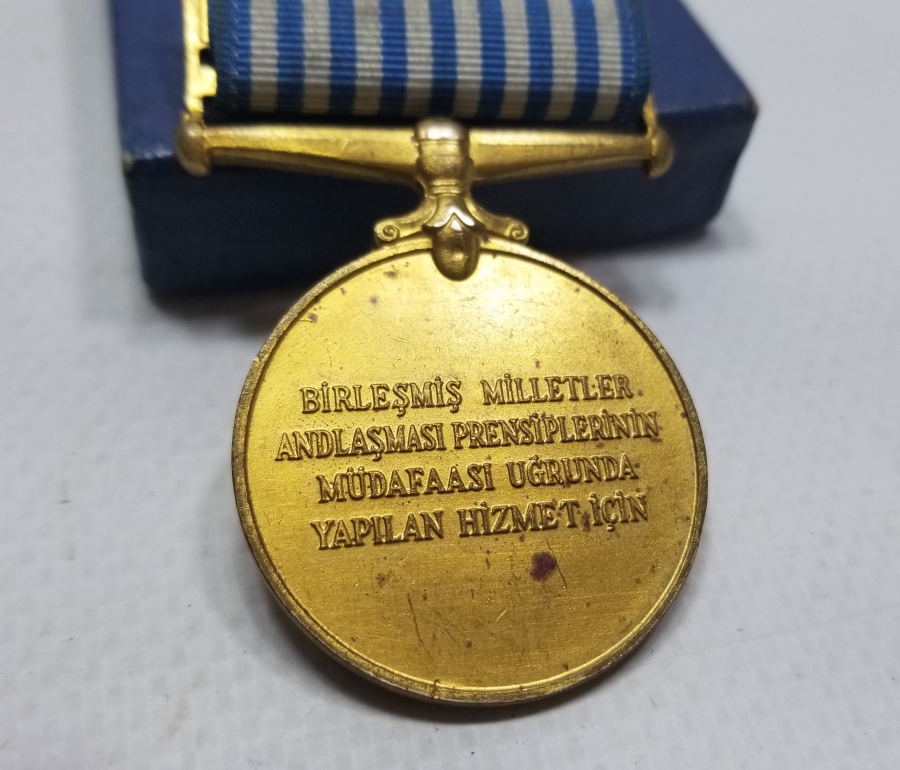 BİRLEŞMİŞ MİLLETLER
ANDLAŞMASI PRENSİPLERİNİN
MÜDAFAASİ UĞRUNDA
YAPILAN HİZMET İÇİN